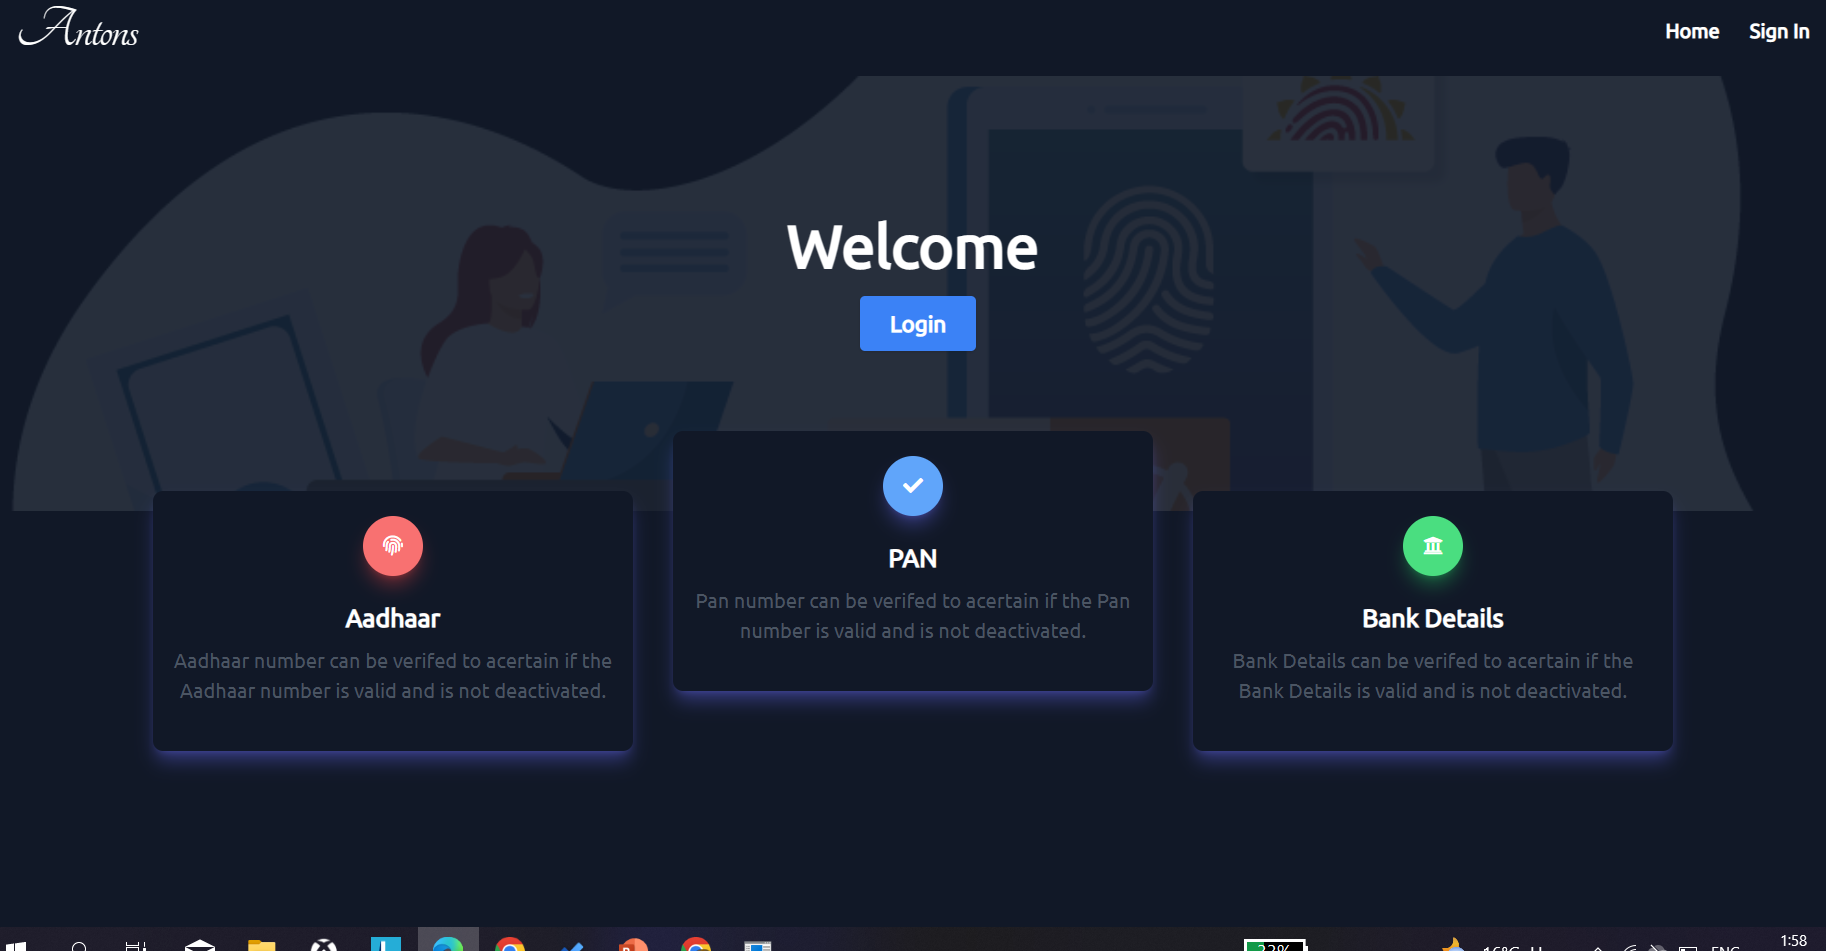 Antons
Home
Sign In
Welcome
Login
PAN
Pan number can be verifed to acertain if the Pan
number is valid and is not deactivated.
Aadhaar
Aadhaar number can be verifed to acertain if the
Aadhaar number is valid and is not deactivated.
Bank Details
Bank Details can be verifed to acertain if the
Bank Details is valid and is not deactivated.
1:58